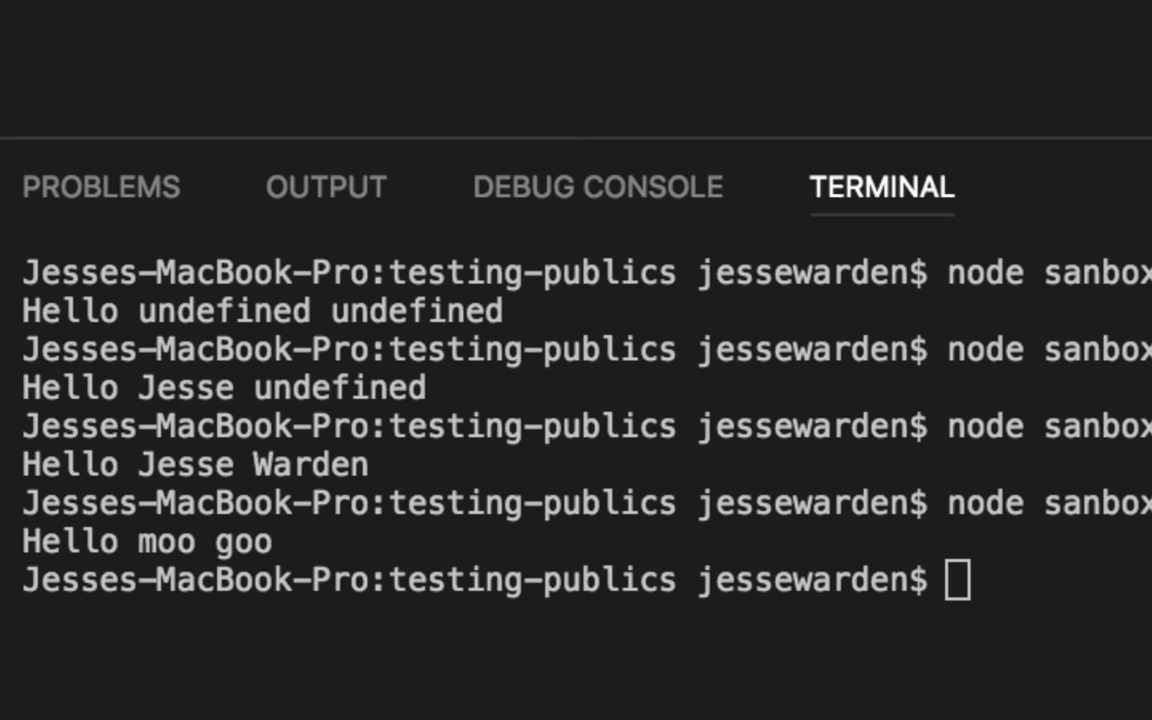 PROBLEMS OUTPUT DEBUG CONSOLE TERMINAL
Jesses-MacBook-Pro:testing-publics jessewarden$ node sanbox
Hello undefined undefined
Jesses-MacBook-Pro:testing-publics jessewarden$ node sanbox
Hello Jesse undefined
Jesses-MacBook-Pro:testing-publics jessewarden$ node sanbox
Hello Jesse Warden
Jesses-MacBook-Pro:testing-publics jessewarden$ node sanbox
Hello moo goo
Jesses-MacBook-Pro:testing-publics jessewarden$